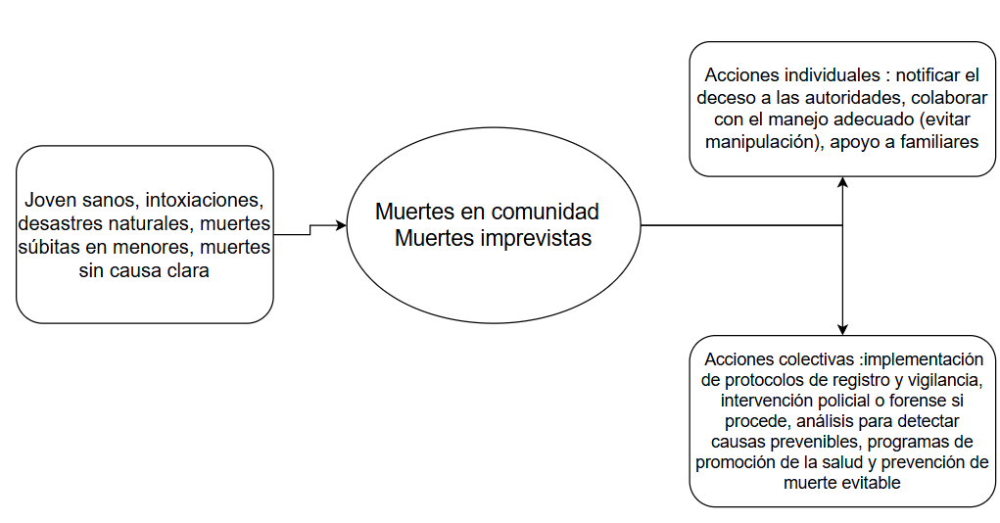 Joven sanos, intoxiaciones,
desastres naturales, muertes
súbitas en menores, muertes
sin causa clara
Muertes en comunidad
Muertes imprevistas
Acciones individuales : notificar el
deceso a las autoridades, colaborar
con el manejo adecuado (evitar
manipulación), apoyo a familiares
Acciones colectivas :implementación
de protocolos de registro y vigilancia,
intervención policial o forense si
procede, análisis para detectar
causas prevenibles, programas de
promoción de la salud y prevención de
muerte evitable